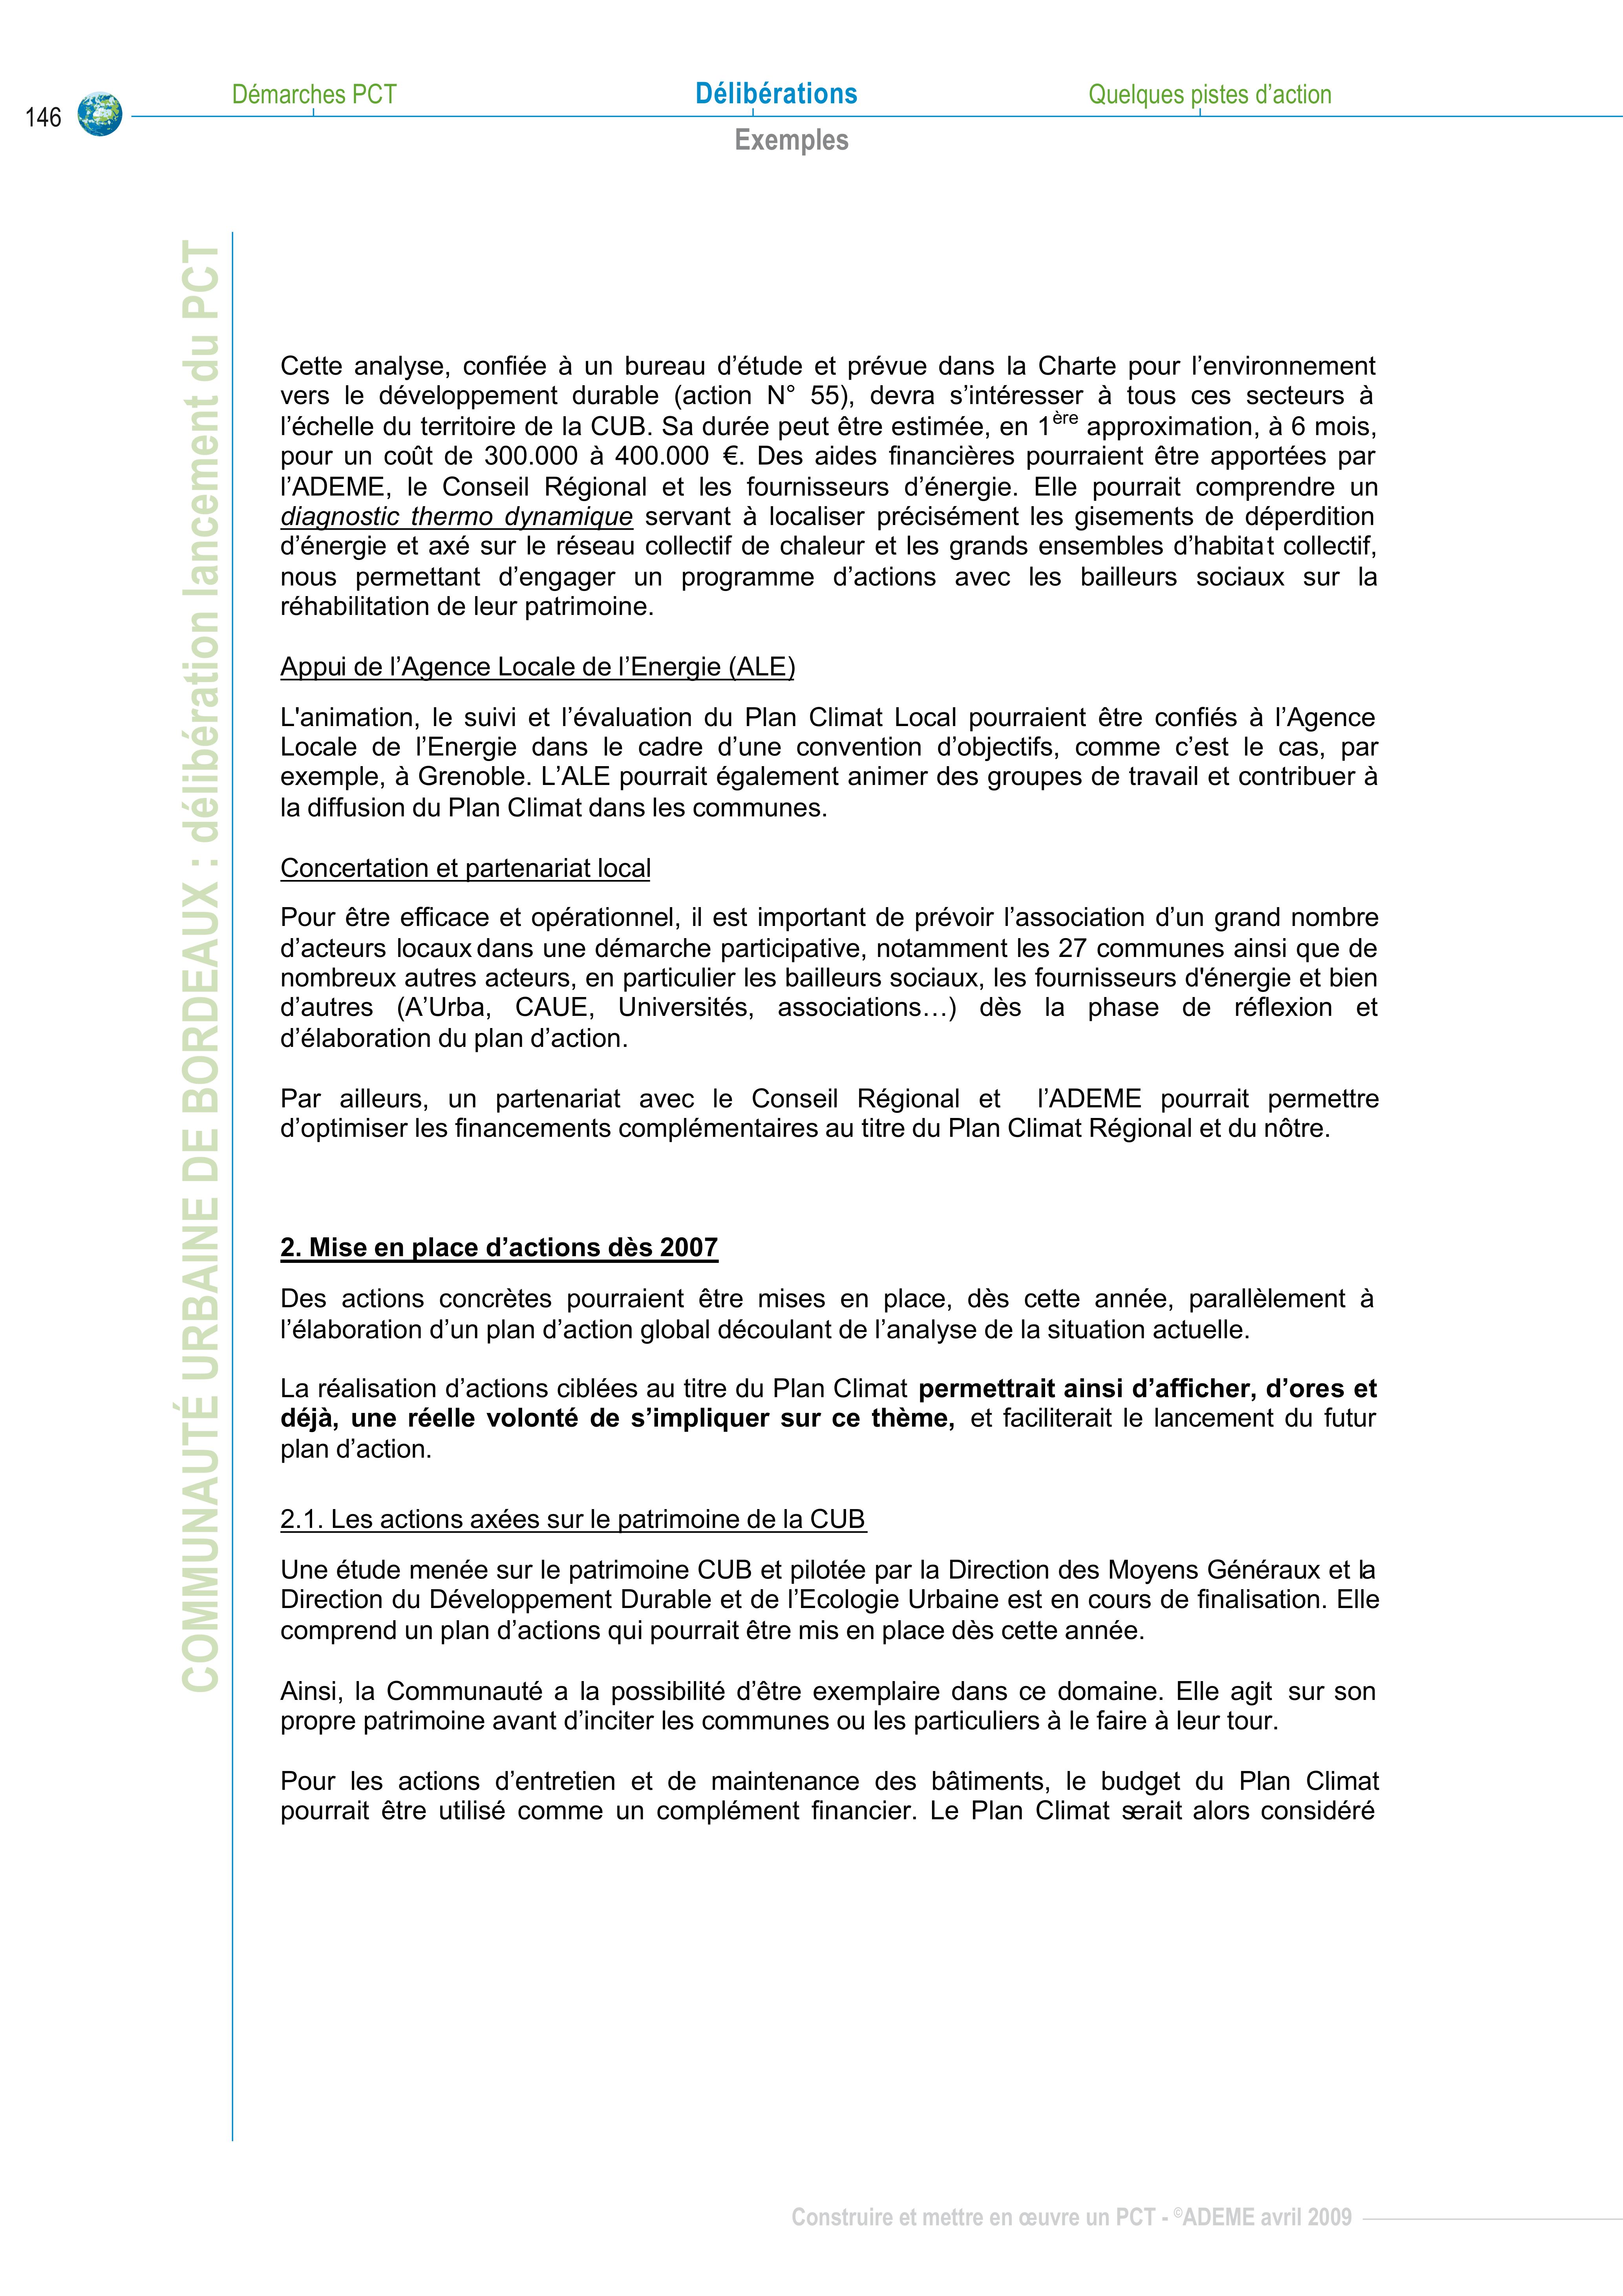 146
Démarches PCT
Délibérations
Quelques pistes d’action
Exemples
COMMUNAUTÉ URBAINE DE BORDEAUX : délibération lancement du PCT
Cette analyse, confiée à un bureau d’étude et prévue dans la Charte pour l’environnement
vers le développement durable (action N° 55), devra s’intéresser à tous ces secteurs à
l’échelle du territoire de la CUB. Sa durée peut être estimée, en 1ère approximation, à 6 mois,
pour un coût de 300.000 à 400.000 €. Des aides financières pourraient être apportées par
l’ADEME, le Conseil Régional et les fournisseurs d’énergie. Elle pourrait comprendre un
diagnostic thermo dynamique servant à localiser précisément les gisements de déperdition
d’énergie et axé sur le réseau collectif de chaleur et les grands ensembles d’habitat collectif,
nous permettant d’engager un programme d’actions avec les bailleurs sociaux sur la
réhabilitation de leur patrimoine.
Appui de l’Agence Locale de l’Energie (ALE)
L'animation, le suivi et l’évaluation du Plan Climat Local pourraient être confiés à l’Agence
Locale de l’Energie dans le cadre d’une convention d’objectifs, comme c’est le cas, par
exemple, à Grenoble. L’ALE pourrait également animer des groupes de travail et contribuer à
la diffusion du Plan Climat dans les communes.
Concertation et partenariat local
Pour être efficace et opérationnel, il est important de prévoir l’association d’un grand nombre
d’acteurs locaux dans une démarche participative, notamment les 27 communes ainsi que de
nombreux autres acteurs, en particulier les bailleurs sociaux, les fournisseurs d'énergie et bien
d’autres (A’Urba, CAUE, Universités, associations…) dès la phase de réflexion et
d’élaboration du plan d’action.
Par ailleurs, un partenariat avec le Conseil Régional et l’ADEME pourrait permettre
d’optimiser les financements complémentaires au titre du Plan Climat Régional et du nôtre.
2. Mise en place d’actions dès 2007
Des actions concrètes pourraient être mises en place, dès cette année, parallèlement à
l’élaboration d’un plan d’action global découlant de l’analyse de la situation actuelle.
La réalisation d’actions ciblées au titre du Plan Climat permettrait ainsi d’afficher, d’ores et
déjà, une réelle volonté de s’impliquer sur ce thème, et faciliterait le lancement du futur
plan d’action.
2.1. Les actions axées sur le patrimoine de la CUB
Une étude menée sur le patrimoine CUB et pilotée par la Direction des Moyens Généraux et la
Direction du Développement Durable et de l’Ecologie Urbaine est en cours de finalisation. Elle
comprend un plan d’actions qui pourrait être mis en place dès cette année.
Ainsi, la Communauté a la possibilité d’être exemplaire dans ce domaine. Elle agit sur son
propre patrimoine avant d’inciter les communes ou les particuliers à le faire à leur tour.
Pour les actions d’entretien et de maintenance des bâtiments, le budget du Plan Climat
pourrait être utilisé comme un complément financier. Le Plan Climat serait alors considéré
Construire et mettre en œuvre un PCT - ©ADEME avril 2009